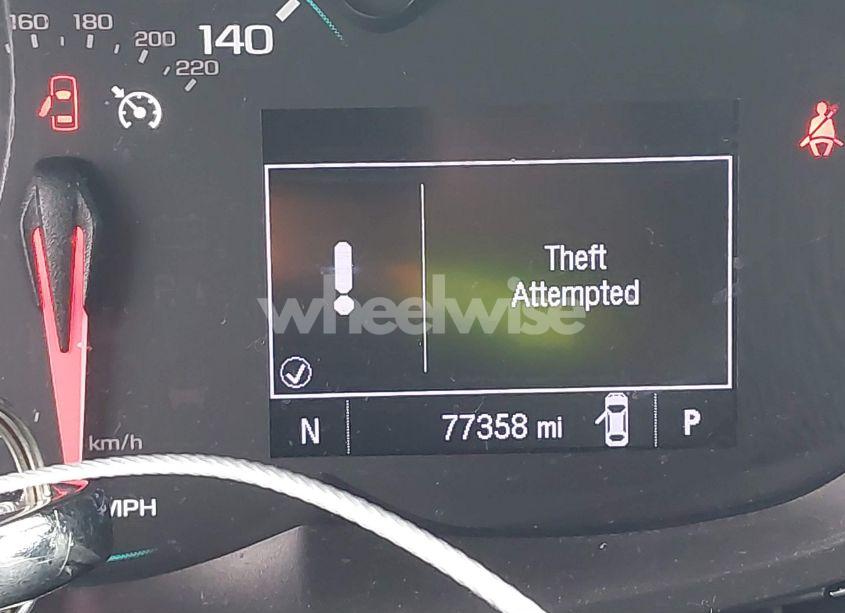 160 180 200 220
140
Theft
Attempted
wheelwise
N 77358 mi P
km/h
MPH